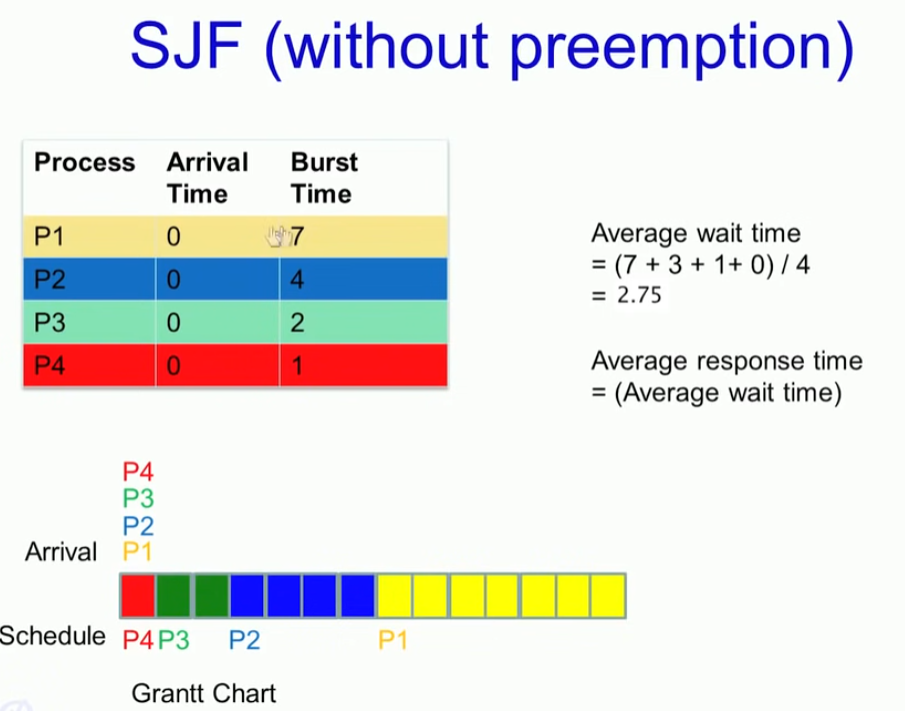 SJF (without preemption)
Process Arrival Time Burst Time
P1 0 7
P2 0 4
P3 0 2
P4 0 1
Average wait time
= (7 + 3 + 1+ 0) / 4
= 2.75
Average response time
= (Average wait time)
P4
P3
P2
Arrival P1
Schedule P4 P3 P2 P1
Grantt Chart